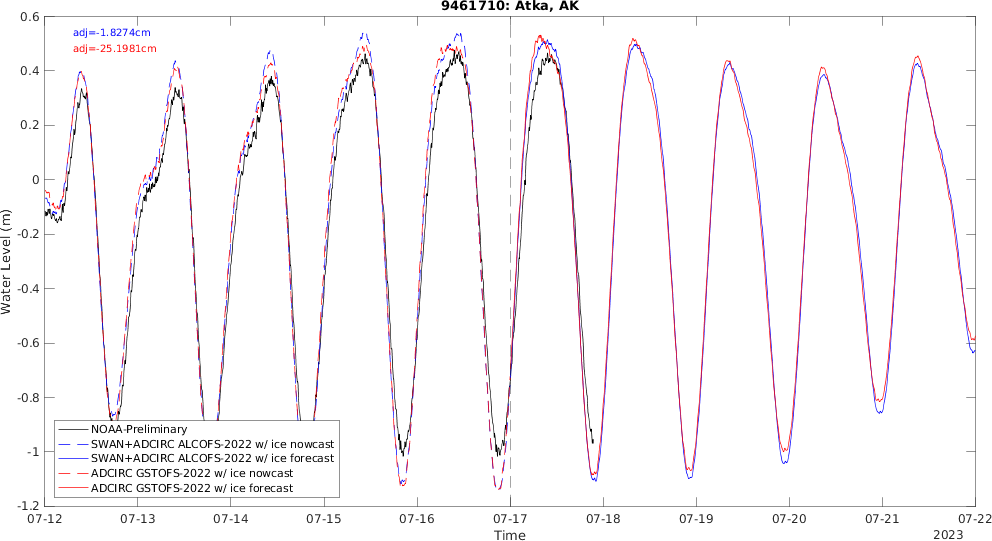 9461710: Atka, AK
adj=-1.8274cm
adj=-25.1981cm
0.6
0.4
0.2
0
-0.2
-0.4
-0.6
-0.8
-1
-1.2
Water Level (m)
NOAA-Preliminary
SWAN+ADCIRC ALCOFS-2022 w/ ice nowcast
SWAN+ADCIRC ALCOFS-2022 w/ ice forecast
ADCIRC GSTOFS-2022 w/ ice nowcast
ADCIRC GSTOFS-2022 w/ ice forecast
07-12 07-13 07-14 07-15 07-16 07-17 07-18 07-19 07-20 07-21 07-22
Time
2023